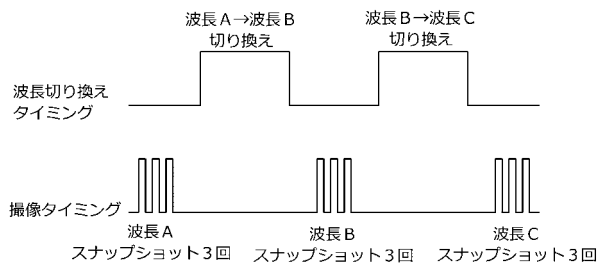 波長Ａ→波長Ｂ
切り換え
波長Ｂ→波長Ｃ
切り換え
波長切り換え
タイミング
撮像タイミング
波長Ａ
スナップショット３回
波長Ｂ
スナップショット３回
波長Ｃ
スナップショット３回